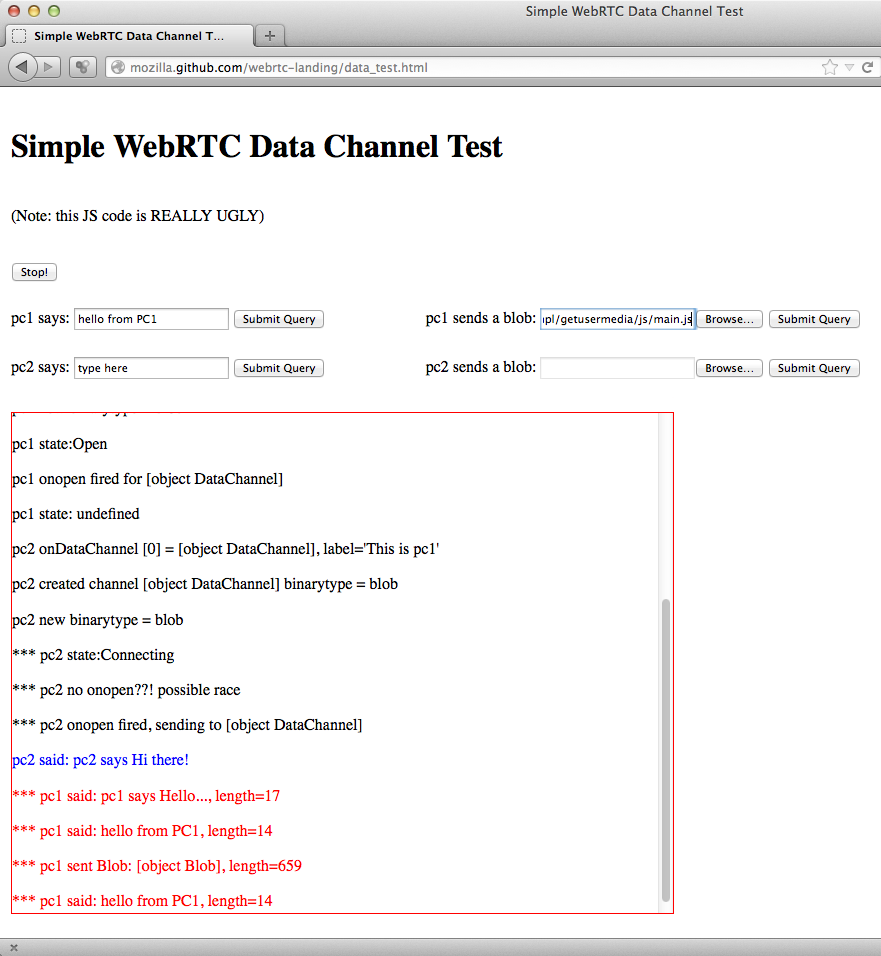 Simple WebRTC Data Channel Test
Simple WebRTC Data Channel T...
mozilla.github.com/webrtc-landing/data_test.html
Simple WebRTC Data Channel Test
(Note: this JS code is REALLY UGLY)
Stop!
pc1 says: hello from PC1 Submit Query pc1 sends a blob: ipl/getusermedia/js/main.js Browse... Submit Query
pc2 says: type here Submit Query pc2 sends a blob: Browse... Submit Query
pc1 state:Open
pc1 onopen fired for [object DataChannel]
pc1 state: undefined
pc2 onDataChannel [0] = [object DataChannel], label='This is pc1'
pc2 created channel [object DataChannel] binarytype = blob
pc2 new binarytype = blob
*** pc2 state:Connecting
*** pc2 no onopen??! possible race
*** pc2 onopen fired, sending to [object DataChannel]
pc2 said: pc2 says Hi there!
*** pc1 said: pc1 says Hello..., length=17
*** pc1 said: hello from PC1, length=14
*** pc1 sent Blob: [object Blob], length=659
*** pc1 said: hello from PC1, length=14